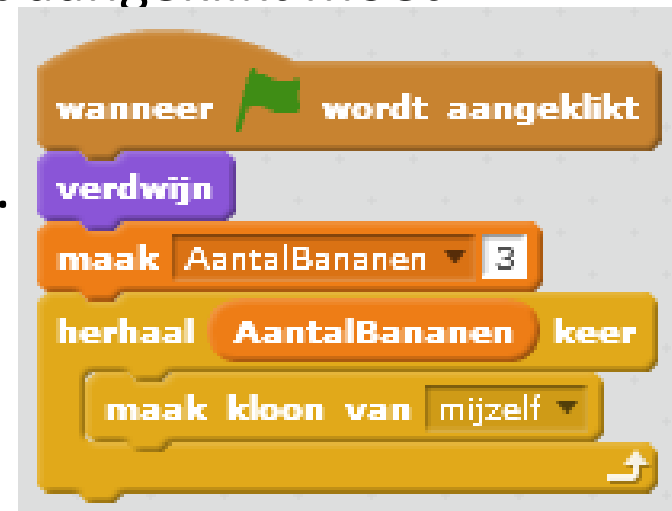 wanneer wordt aangeklikt
verdwijn
maak AantalBananen 3
herhaal AantalBananen keer
maak kloon van mijzelf